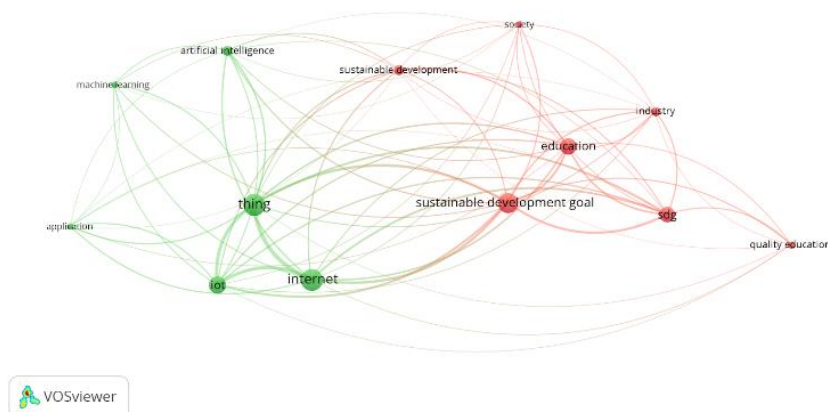 society
artificial intelligence
sustainable development
machine learning
industry
education
thing
sustainable development goal
sdg
application
quality education
iot
internet
VOSviewer